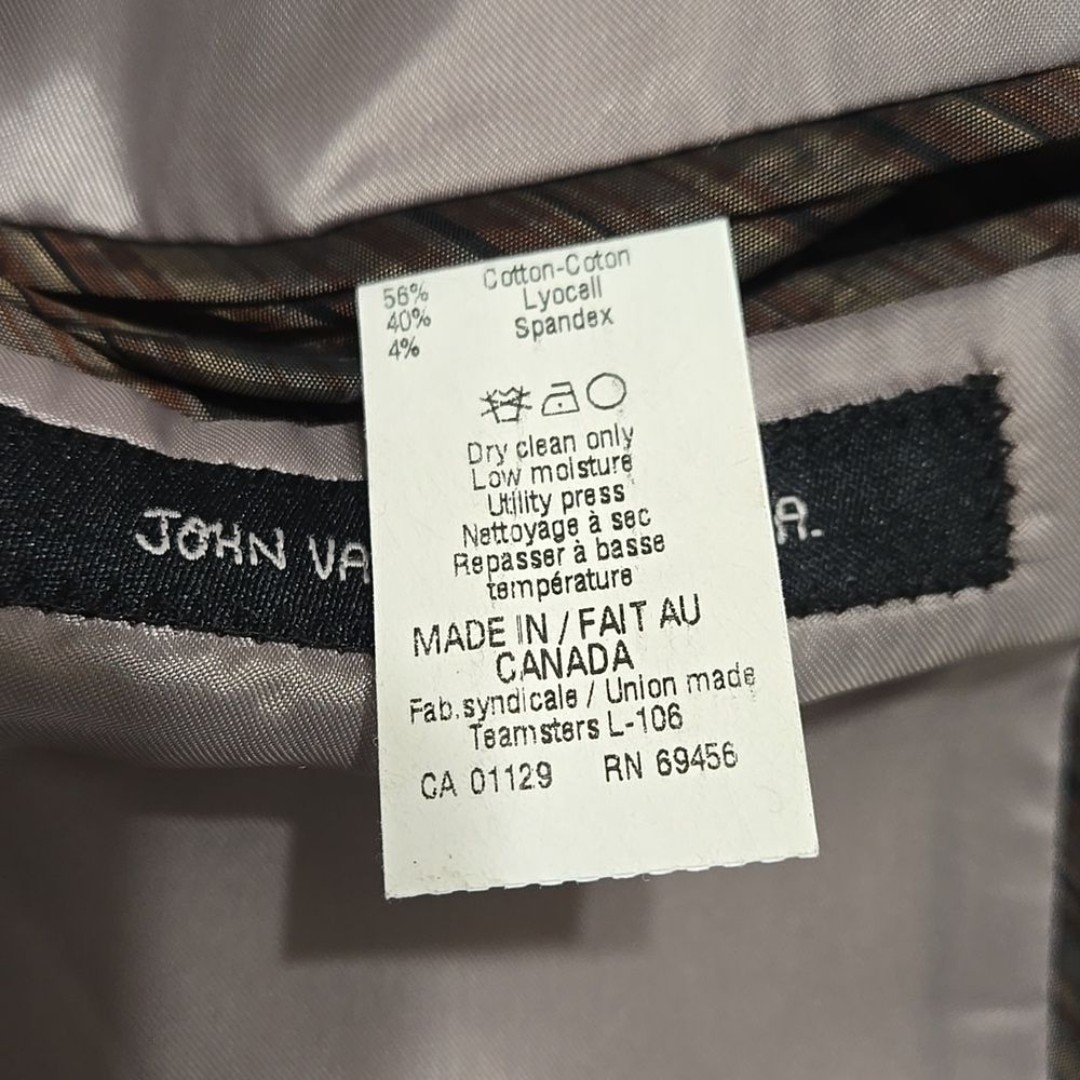 56% Cotton-Coton
40% Lyocell
4% Spandex
Dry clean only
Low moisture
Utility press
Nettoyage à sec
Repasser à basse
température
MADE IN / FAIT AU
CANADA
Fab.syndicale / Union made
Teamsters L-106
CA 01129 RN 69456
JOHN VA
A.